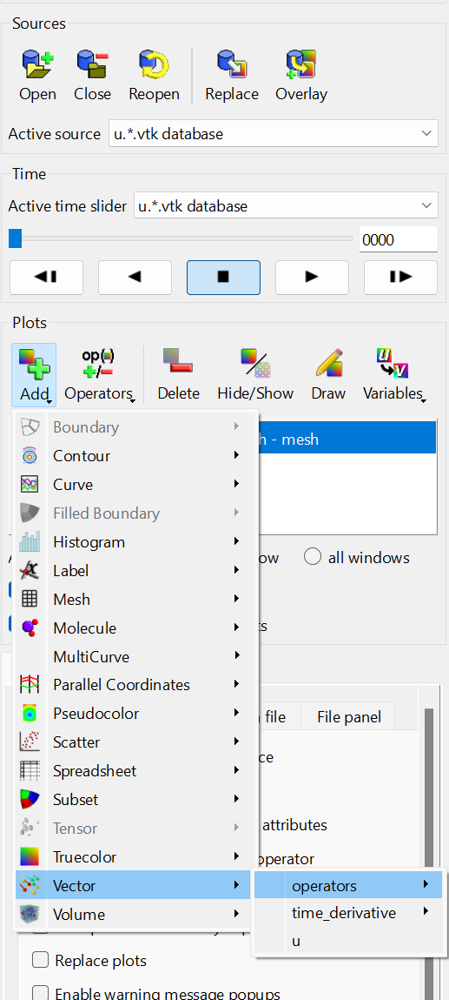 Sources
Open Close Reopen Replace Overlay
Active source u.*.vtk database
Time
Active time slider u.*.vtk database
0000
Plots
Add Operators Delete Hide/Show Draw Variables
op()
+/-
Boundary
h - mesh
Contour
Curve
Filled Boundary
Histogram
ow all windows
Label
Mesh
Molecule
MultiCurve
Parallel Coordinates
Pseudocolor
file File panel
Scatter
Spreadsheet
Subset
Tensor
attributes
Truecolor
operator
Vector
operators
Volume
time_derivative
u
Replace plots
Enable warning message popups